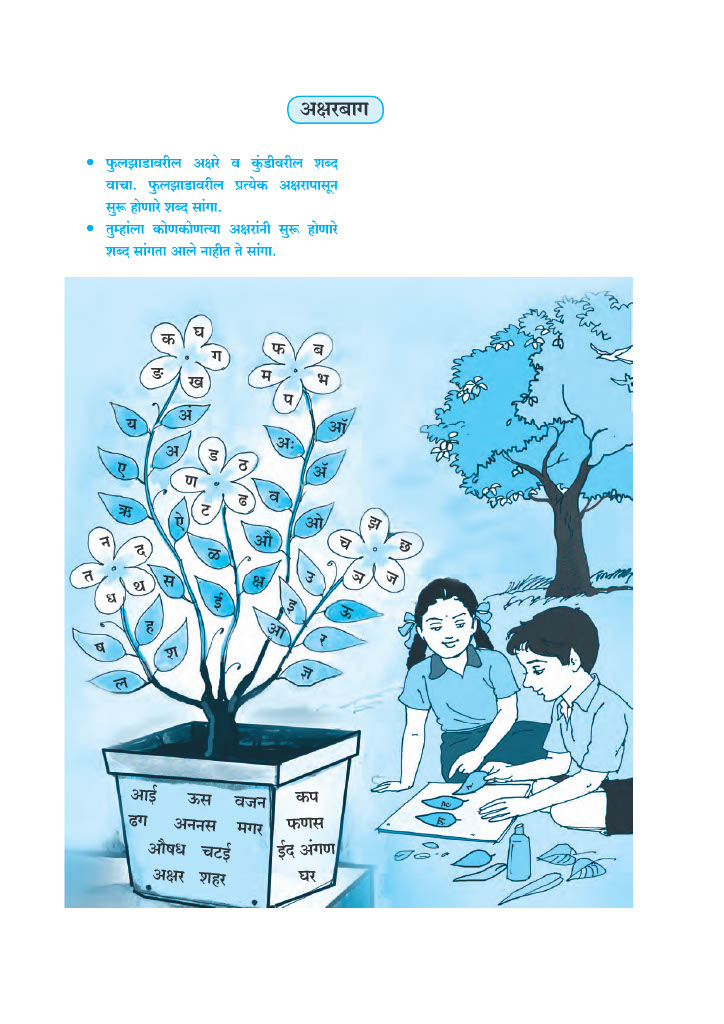 अक्षरबाग
• फुलझाडावरील अक्षरे व कुंडीवरील शब्द
वाचा. फुलझाडावरील प्रत्येक अक्षरापासून
सुरू होणारे शब्द सांगा.
• तुम्हांला कोणकोणत्या अक्षरांनी सुरू होणारे
शब्द सांगता आले नाहीत ते सांगा.
क घ ग ख ङ
फ ब भ प म
य अं
ए अ
ऋ ऐ
अः ऑ
ॲ
व ओ
औ
ड ठ ढ ट ण
न द थ ध त
च झ छ ज ञ
स ळ ई क्ष
उ इ ऊ
आ र
ज्ञ
ष ह श
ल
आई ऊस वजन
ढग अननस मगर
औषध चटई
अक्षर शहर
कप
फणस
ईद अंगण
घर